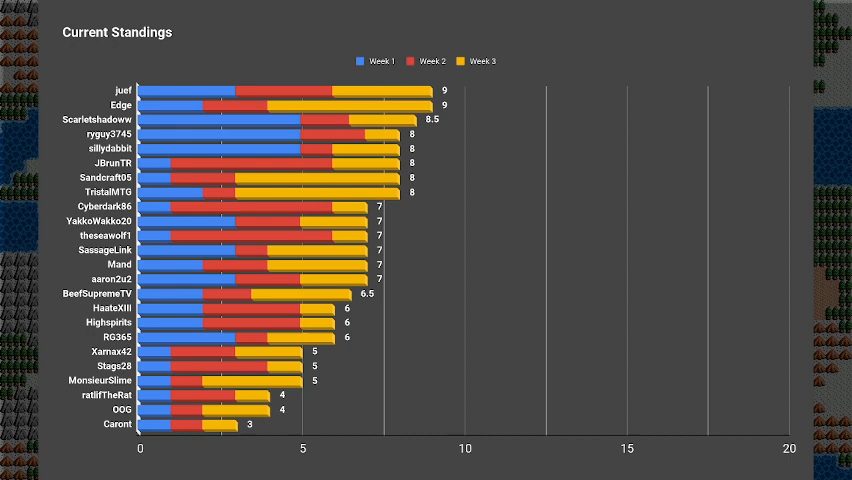 Current Standings
Week 1 Week 2 Week 3
juef 9
Edge 9
Scarletshadoww 8.5
ryguy3745 8
sillydabbit 8
JBrunTR 8
Sandcraft05 8
TristalMTG 8
Cyberdark86 7
YakkoWakko20 7
theseawolf1 7
SassageLink 7
Mand 7
aaron2u2 7
BeefSupremeTV 6.5
HaateXIII 6
Highspirits 6
RG365 6
Xarnax42 5
Stags28 5
MonsieurSlime 5
ratlifTheRat 4
OOG 4
Caront 3
0 5 10 15 20